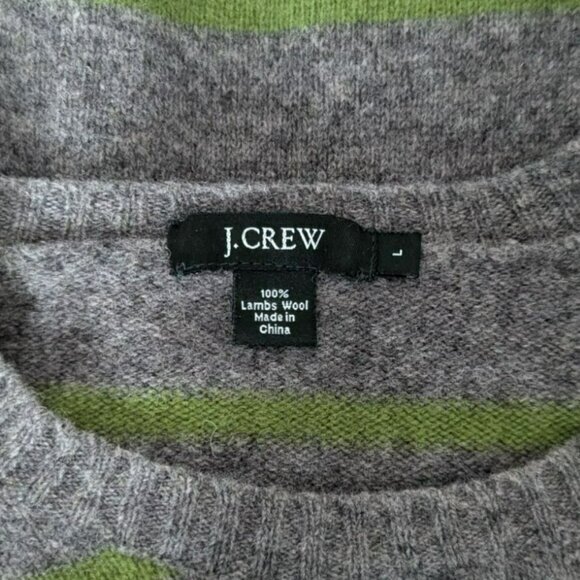 J.CREW
L
100%
Lambs Wool
Made in
China